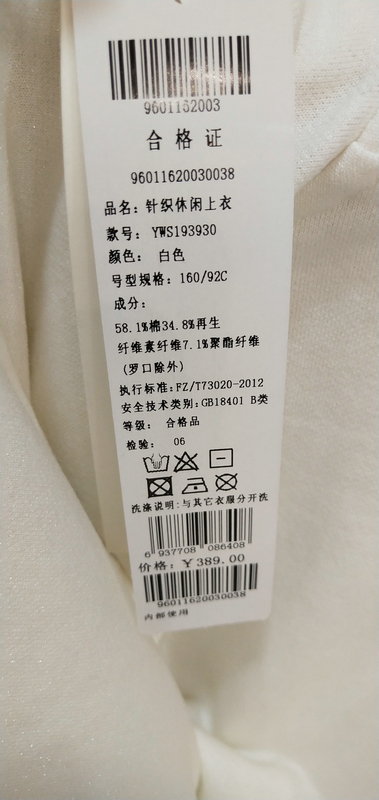 9601162003
合格证
96011620030038
品名：针织休闲上衣
款号：YWS193930
颜色：白色
号型规格：160/92C
成分：
58.1%棉34.8%再生
纤维素纤维7.1%聚酯纤维
(罗口除外)
执行标准：FZ/T73020-2012
安全技术类别：GB18401 B类
等级：合格品
检验：06
洗涤说明：与其它衣服分开洗
6 937708 086408
价格：￥389.00
96011620030038
内部使用